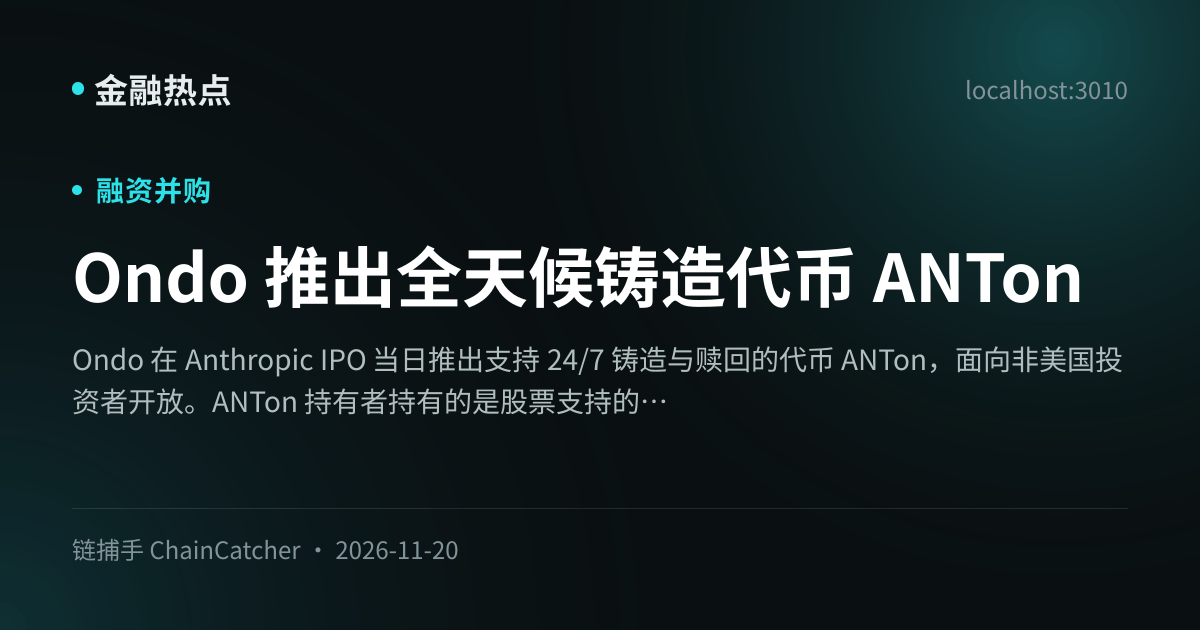 金融热点
localhost:3010
融资并购
Ondo 推出全天候铸造代币 ANTon
Ondo 在 Anthropic IPO 当日推出支持 24/7 铸造与赎回的代币 ANTon，面向非美国投
资者开放。ANTon 持有者持有的是股票支持的…
链捕手 ChainCatcher · 2026-11-20